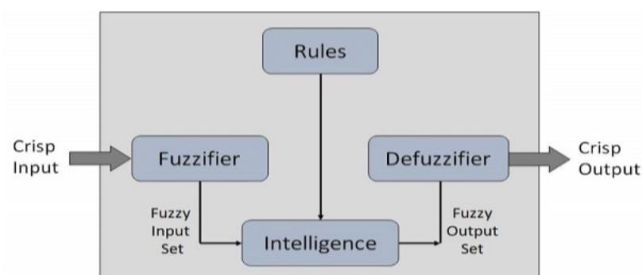 Rules
Crisp
Input
Fuzzifier
Defuzzifier
Crisp
Output
Fuzzy
Input
Set
Intelligence
Fuzzy
Output
Set